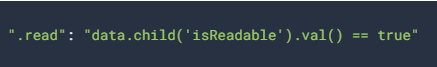 ".read": "data.child('isReadable').val() == true"